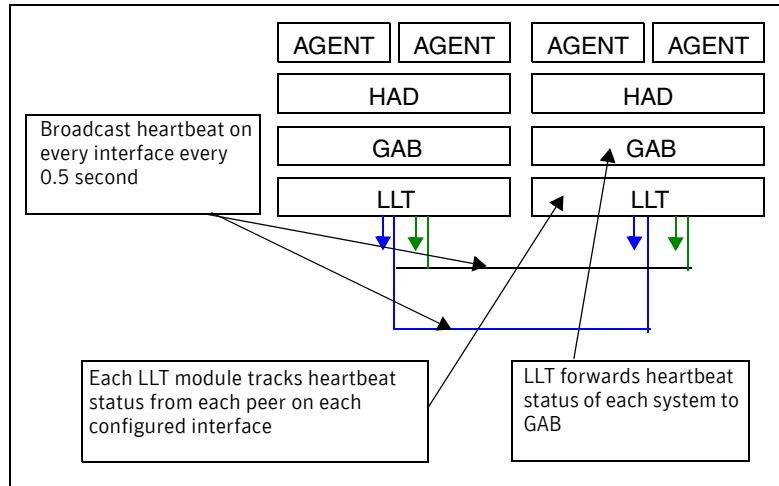 AGENT AGENT AGENT AGENT
HAD HAD
GAB GAB
LLT LLT
Broadcast heartbeat on
every interface every
0.5 second
Each LLT module tracks heartbeat
status from each peer on each
configured interface
LLT forwards heartbeat
status of each system to
GAB